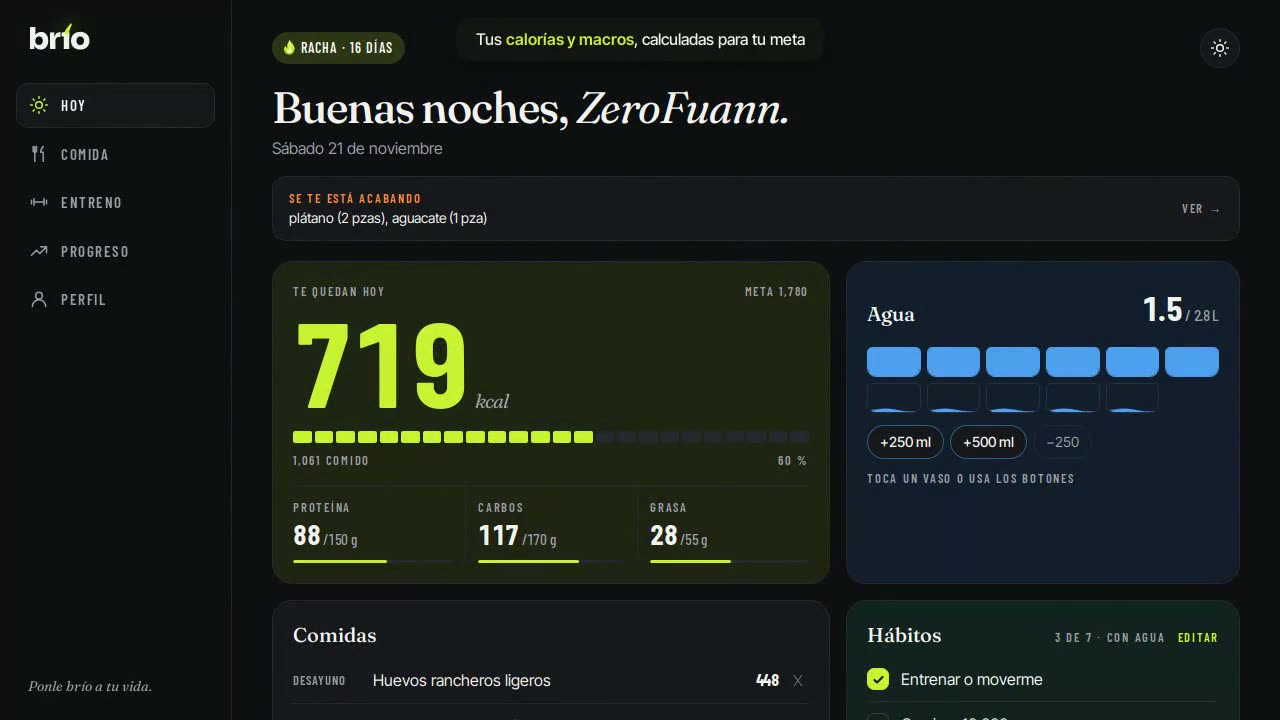 brío
HOY
COMIDA
ENTRENO
PROGRESO
PERFIL
Ponle brío a tu vida.
RACHA · 16 DÍAS
Tus calorías y macros, calculadas para tu meta
Buenas noches, ZeroFuann.
Sábado 21 de noviembre
SE TE ESTÁ ACABANDO
plátano (2 pzas), aguacate (1 pza)
VER →
TE QUEDAN HOY
META 1,780
719 kcal
1,061 COMIDO
60 %
PROTEÍNA
88 /150 g
CARBOS
117 /170 g
GRASA
28 /55 g
Agua
1.5 / 2.8 L
+250 ml
+500 ml
−250
TOCA UN VASO O USA LOS BOTONES
Comidas
DESAYUNO Huevos rancheros ligeros 448 X
Hábitos
3 DE 7 · CON AGUA EDITAR
Entrenar o moverme